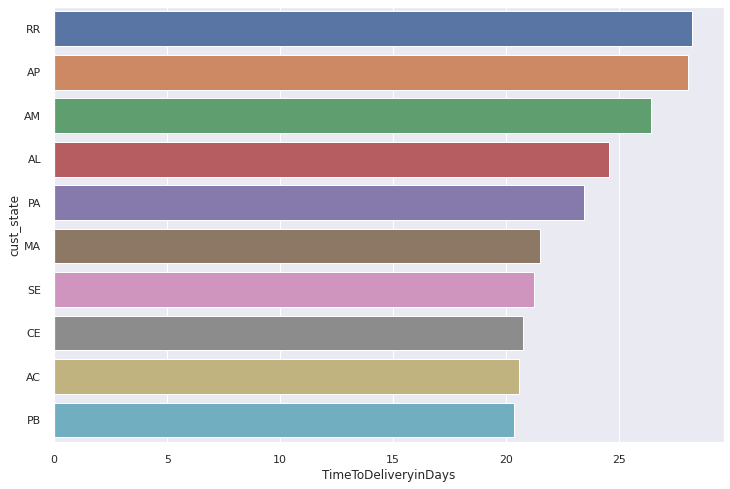 RR
AP
AM
AL
PA
MA
SE
CE
AC
PB
cust_state
0 5 10 15 20 25
TimeToDeliveryinDays